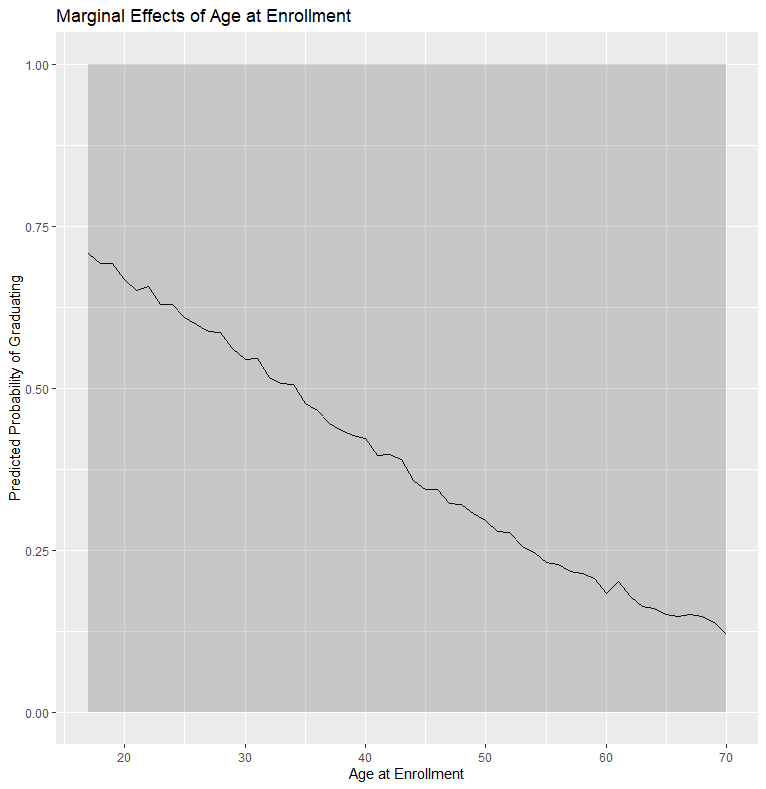 Marginal Effects of Age at Enrollment
Predicted Probability of Graduating
1.00
0.75
0.50
0.25
0.00
20 30 40 50 60 70
Age at Enrollment